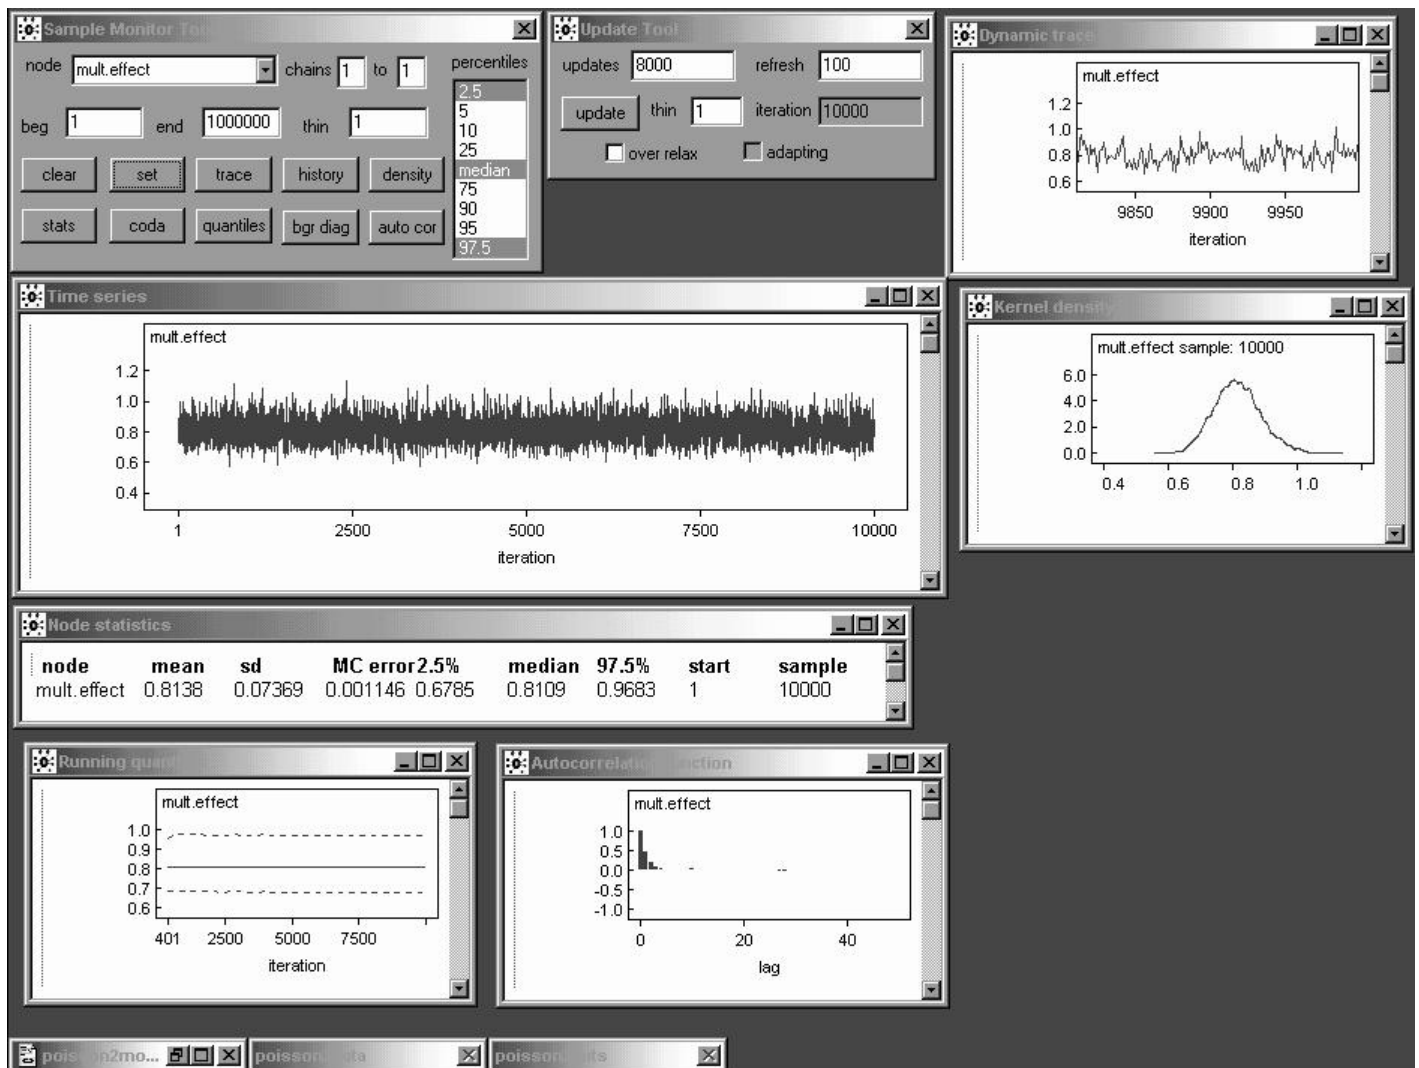 Sample Monitor Tool
node mult.effect chains 1 to 1 percentiles
2.5
5
10
25
median
75
90
95
97.5
beg 1 end 1000000 thin 1
clear set trace history density
stats coda quantiles bgr diag auto cor
Update Tool
updates 8000 refresh 100
update thin 1 iteration 10000
over relax adapting
Dynamic trace
mult.effect
1.2
1.0
0.8
0.6
9850 9900 9950
iteration
Time series
mult.effect
1.2
1.0
0.8
0.6
0.4
1 2500 5000 7500 10000
iteration
Kernel density
mult.effect sample: 10000
6.0
4.0
2.0
0.0
0.4 0.6 0.8 1.0
Node statistics
node mean sd MC error 2.5% median 97.5% start sample
mult.effect 0.8138 0.07369 0.001146 0.6785 0.8109 0.9683 1 10000
Running
mult.effect
1.0
0.9
0.8
0.7
0.6
401 2500 5000 7500
iteration
Autocorrelation function
mult.effect
1.0
0.5
0.0
-0.5
-1.0
0 20 40
lag